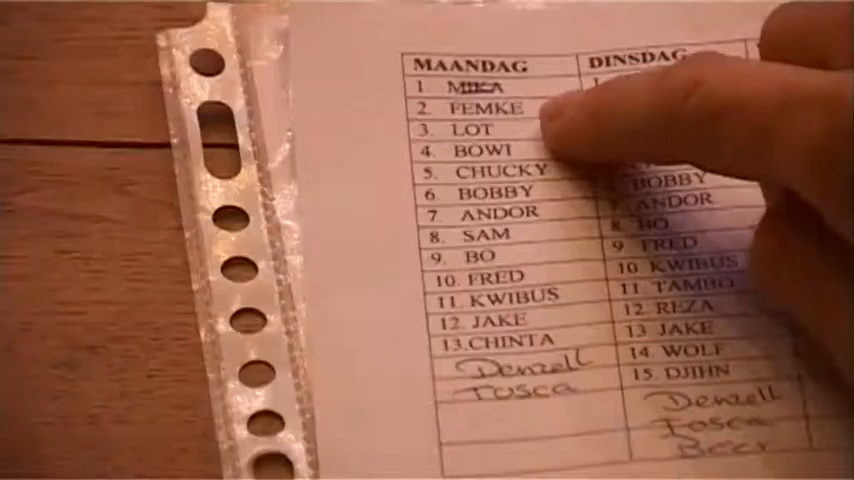 MAANDAG
1 MIKA
2. FEMKE
3. LOT
4. BOWI
5. CHUCKY
6. BOBBY
7. ANDOR
8. SAM
9. BO
10. FRED
11. KWIBUS
12. JAKE
13. CHINTA
Denzell
Tosca
DINSDAG
1.
BOBBY
ANDOR
8. BO
9 FRED
10 KWIBUS
11. TAMBO
12 REZA
13 JAKE
14. WOLF
15. DJIHN
Denzell
Tosca
Beer